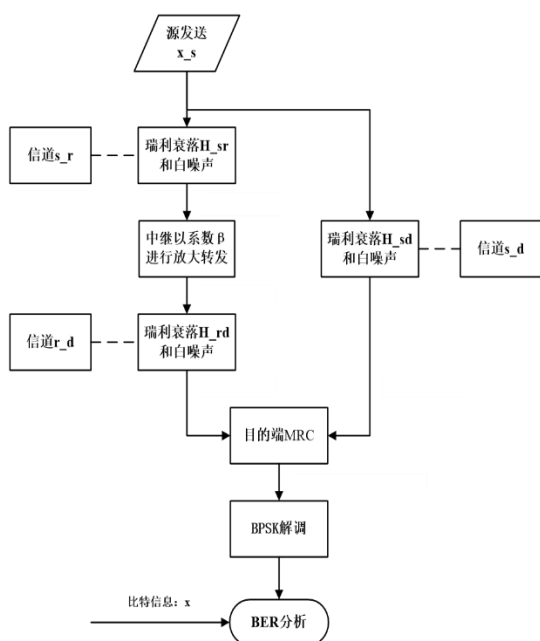 源发送
x_s
信道s_r
瑞利衰落H_sr
和白噪声
中继以系数β
进行放大转发
瑞利衰落H_sd
和白噪声
信道s_d
信道r_d
瑞利衰落H_rd
和白噪声
目的端MRC
BPSK解调
比特信息：x
BER分析